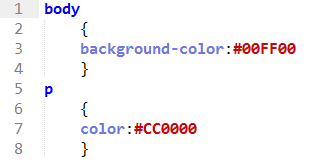 1 body
2 {
3 background-color:#00FF00
4 }
5 p
6 {
7 color:#CC0000
8 }